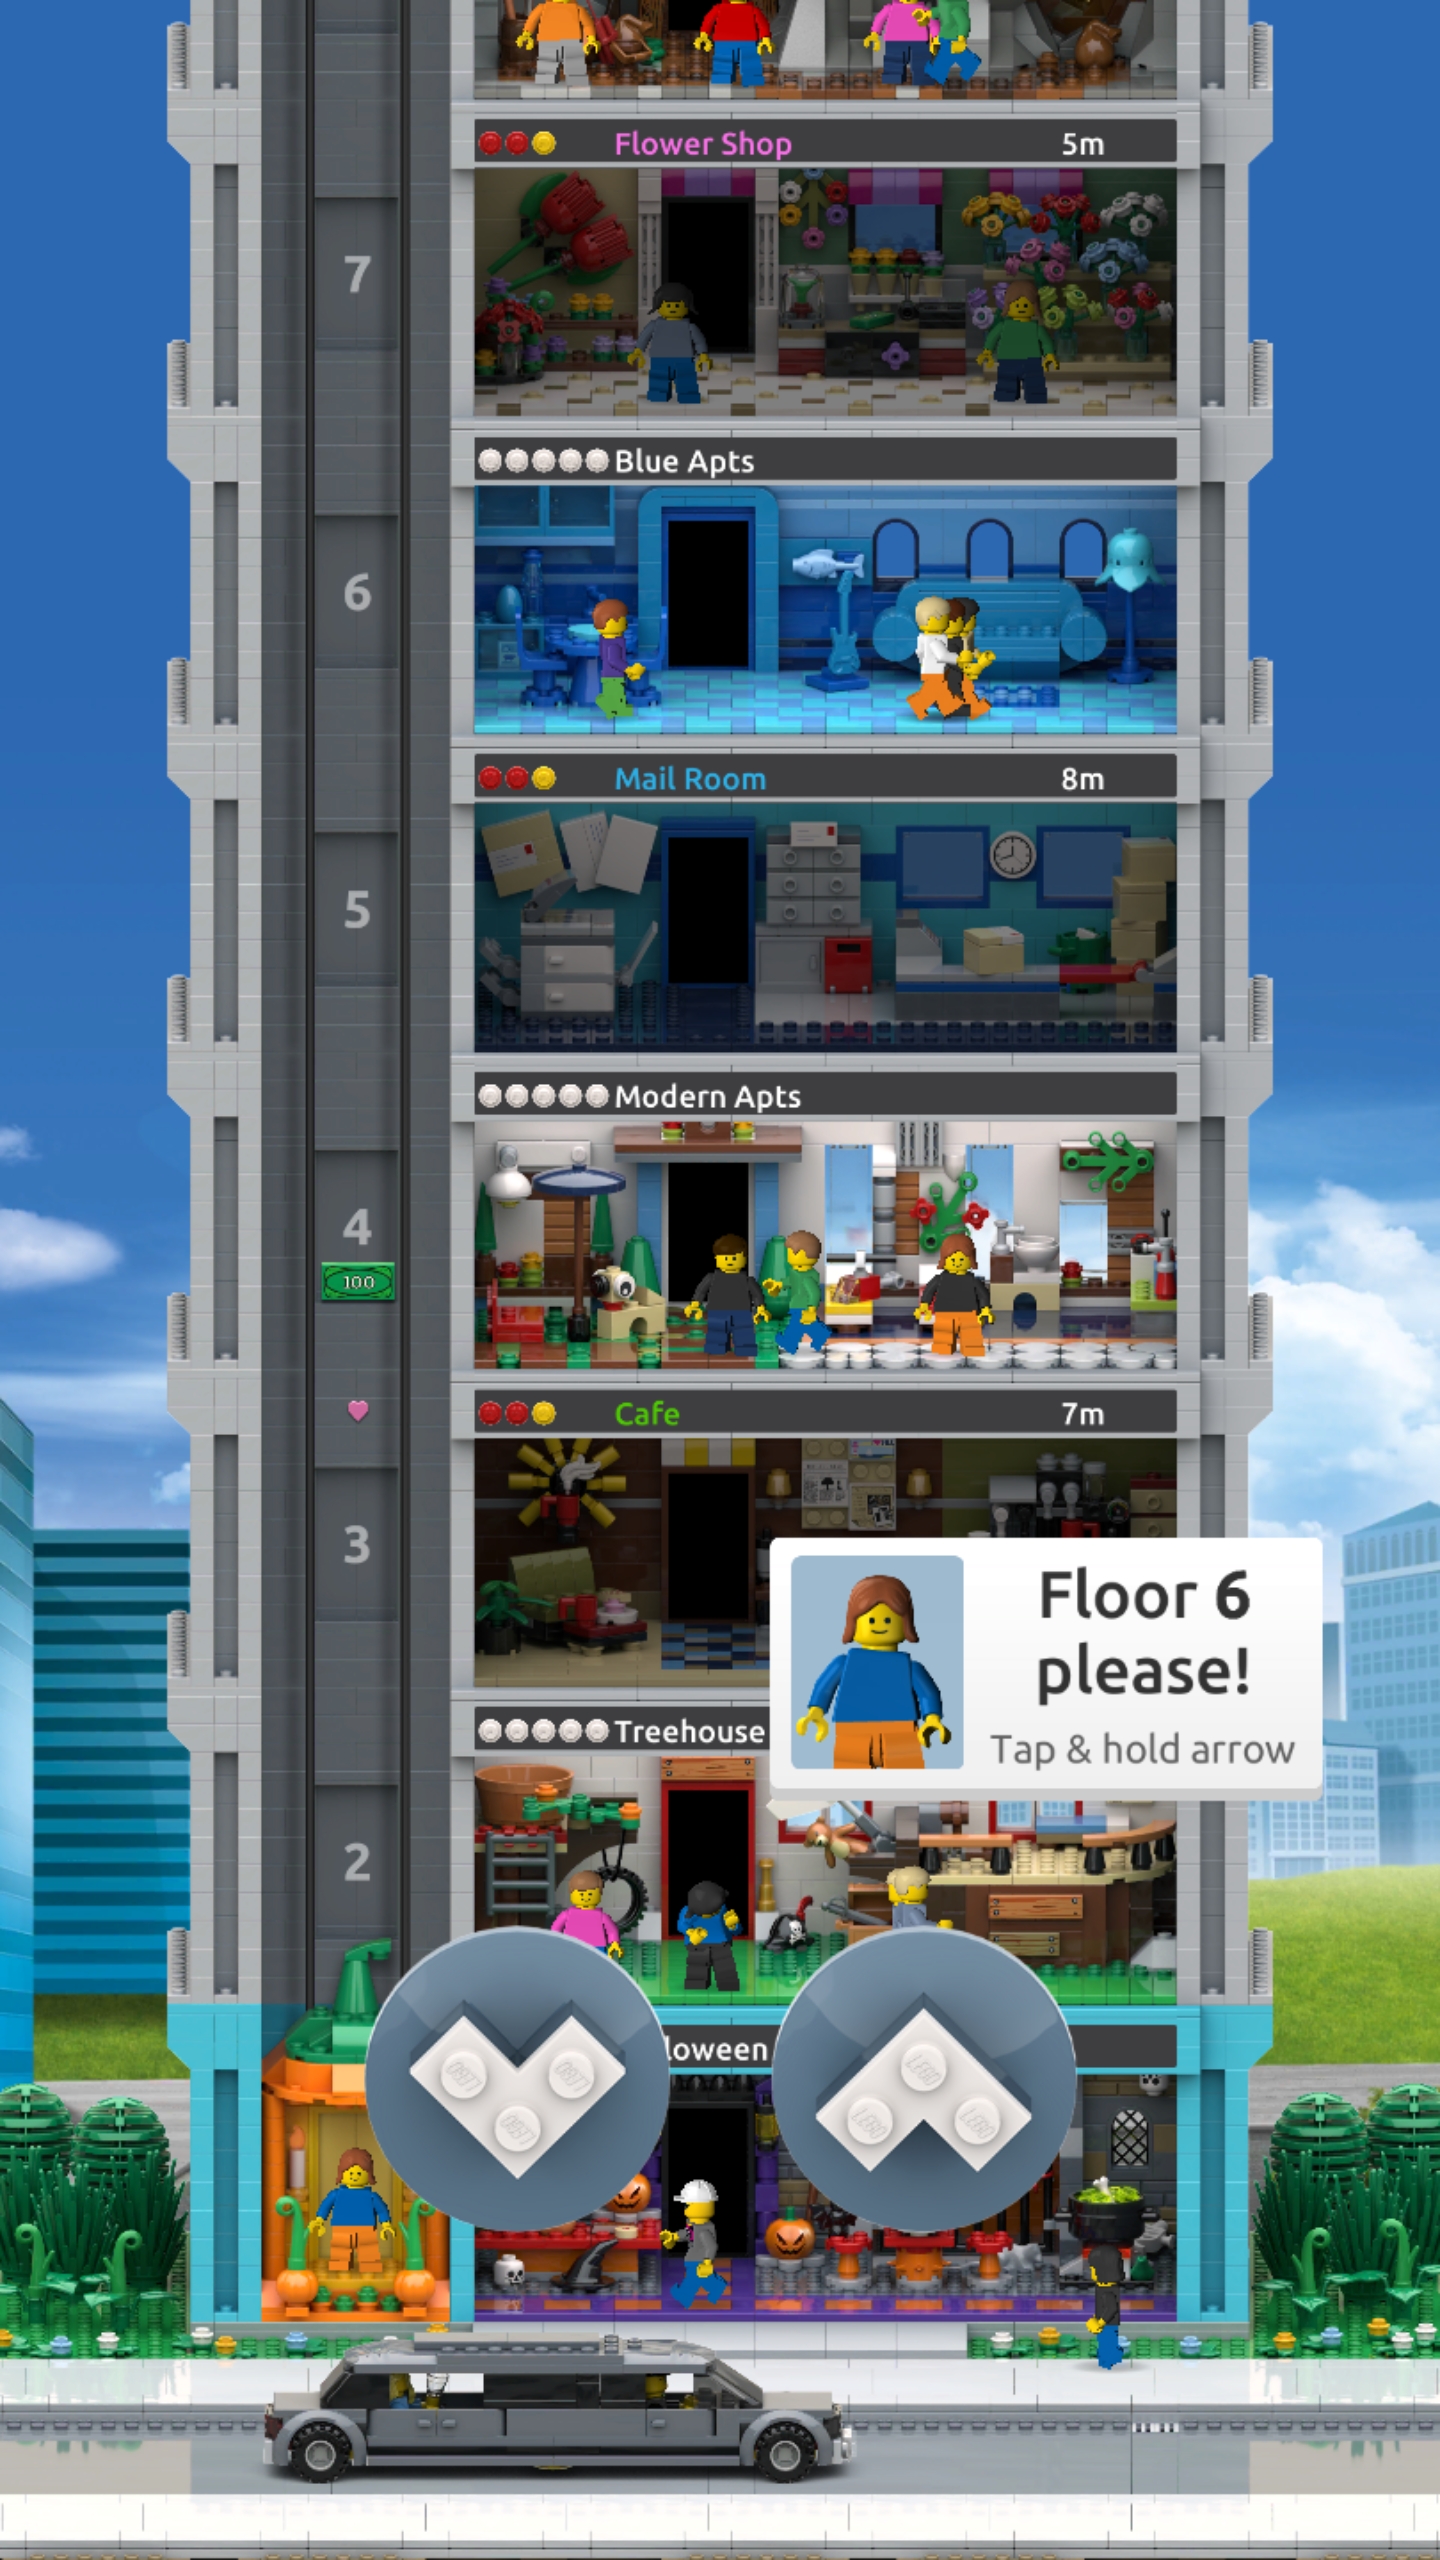 Flower Shop 5m
7
Blue Apts
6
Mail Room 8m
5
Modern Apts
4
100
Cafe 7m
3
Floor 6
please!
Tap & hold arrow
Treehouse
2
loween